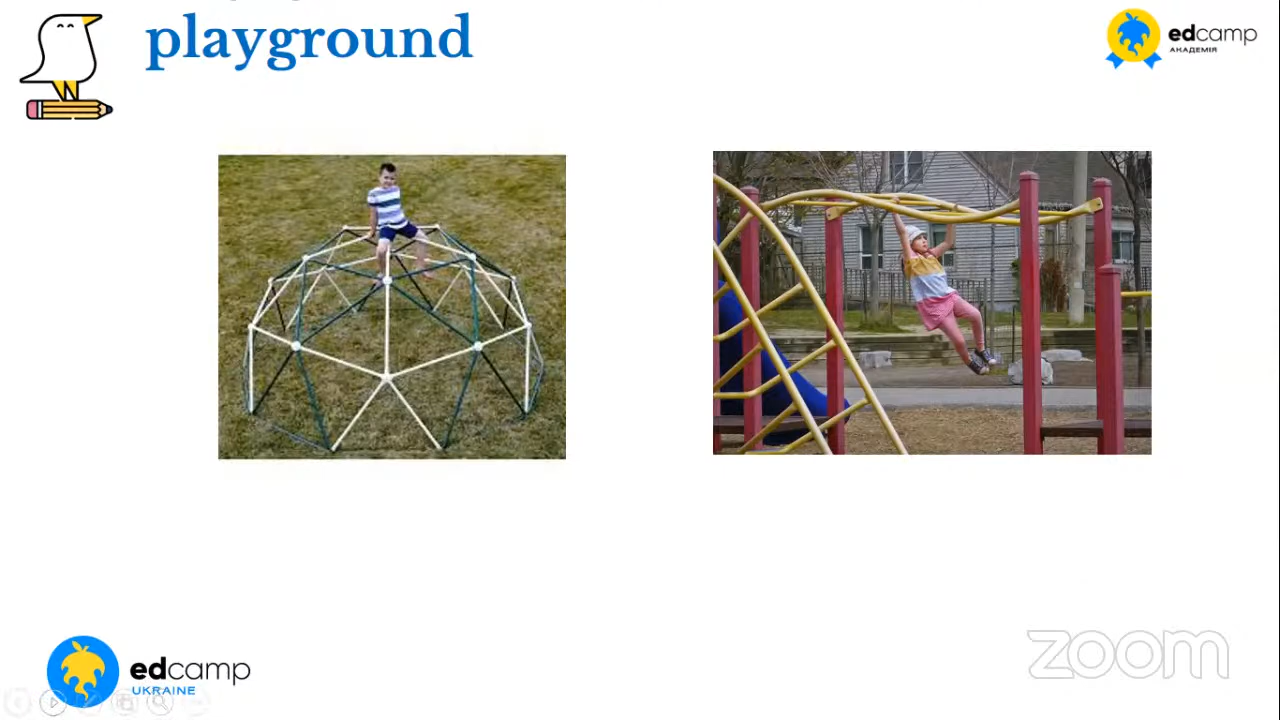 playground
edcamp
АКАДЕМІЯ
edcamp
UKRAINE
zoom